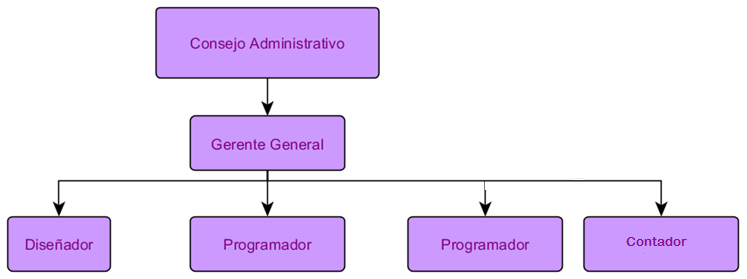 Consejo Administrativo
Gerente General
Diseñador
Programador
Programador
Contador